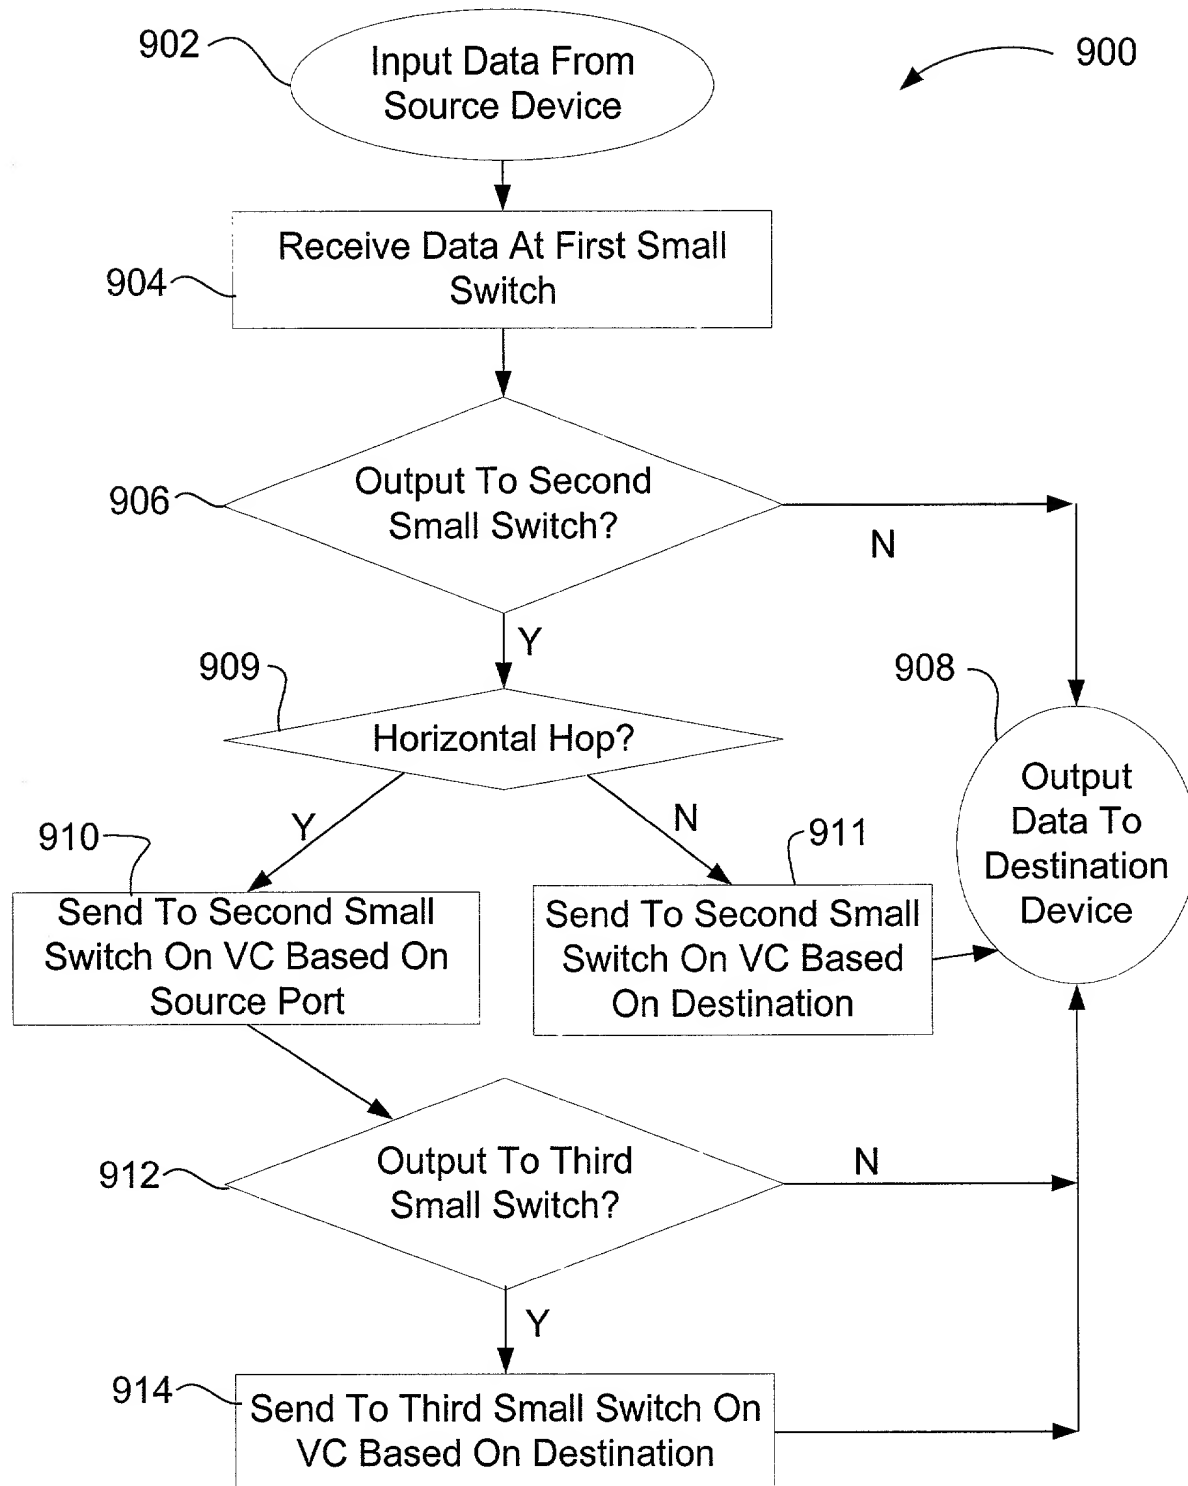 902
Input Data From
Source Device
900
904
Receive Data At First Small
Switch
906
Output To Second
Small Switch?
N
Y
909
Horizontal Hop?
908
Output
Data To
Destination
Device
Y
N
910
911
Send To Second Small
Switch On VC Based On
Source Port
Send To Second Small
Switch On VC Based
On Destination
912
Output To Third
Small Switch?
N
Y
914
Send To Third Small Switch On
VC Based On Destination